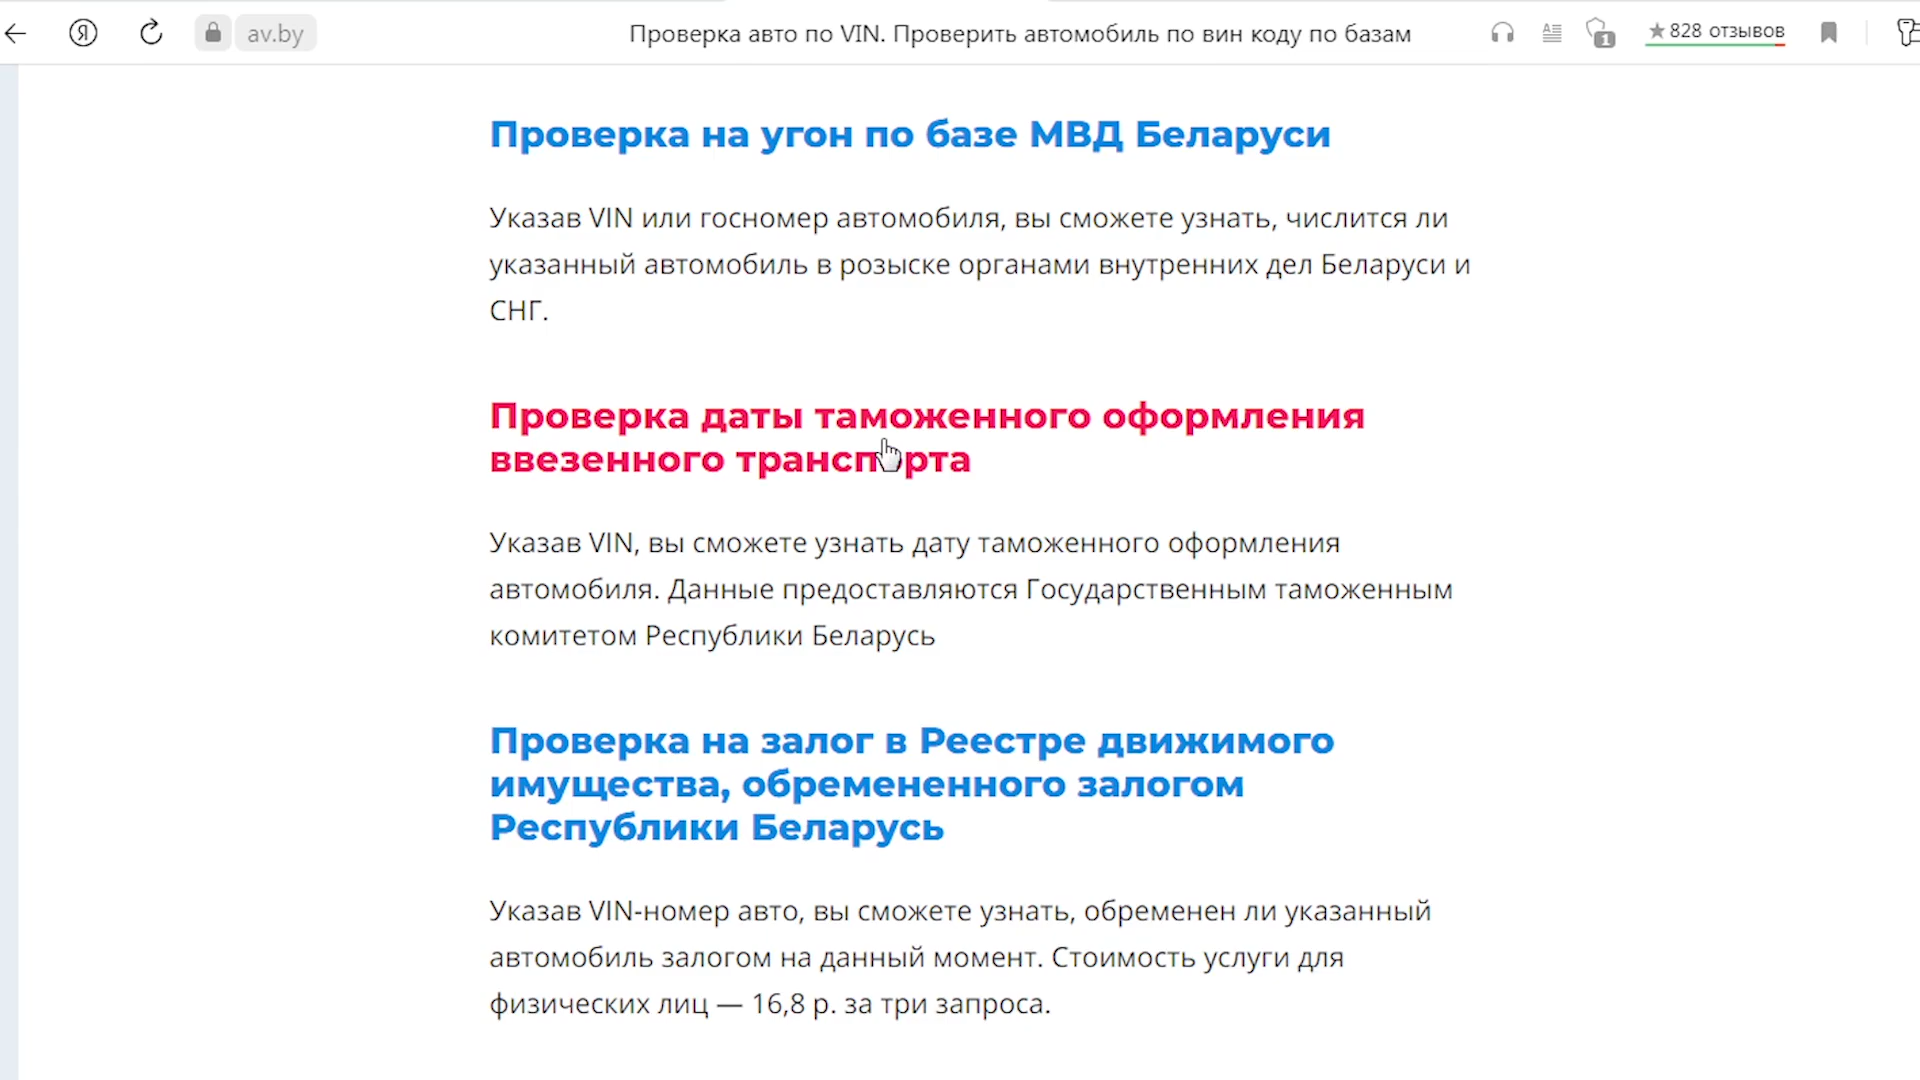 Я
av.by
Проверка авто по VIN. Проверить автомобиль по вин коду по базам
1
★ 828 отзывов
Проверка на угон по базе МВД Беларуси
Указав VIN или госномер автомобиля, вы сможете узнать, числится ли
указанный автомобиль в розыске органами внутренних дел Беларуси и
СНГ.
Проверка даты таможенного оформления
ввезенного транспорта
Указав VIN, вы сможете узнать дату таможенного оформления
автомобиля. Данные предоставляются Государственным таможенным
комитетом Республики Беларусь
Проверка на залог в Реестре движимого
имущества, обремененного залогом
Республики Беларусь
Указав VIN-номер авто, вы сможете узнать, обременен ли указанный
автомобиль залогом на данный момент. Стоимость услуги для
физических лиц — 16,8 р. за три запроса.